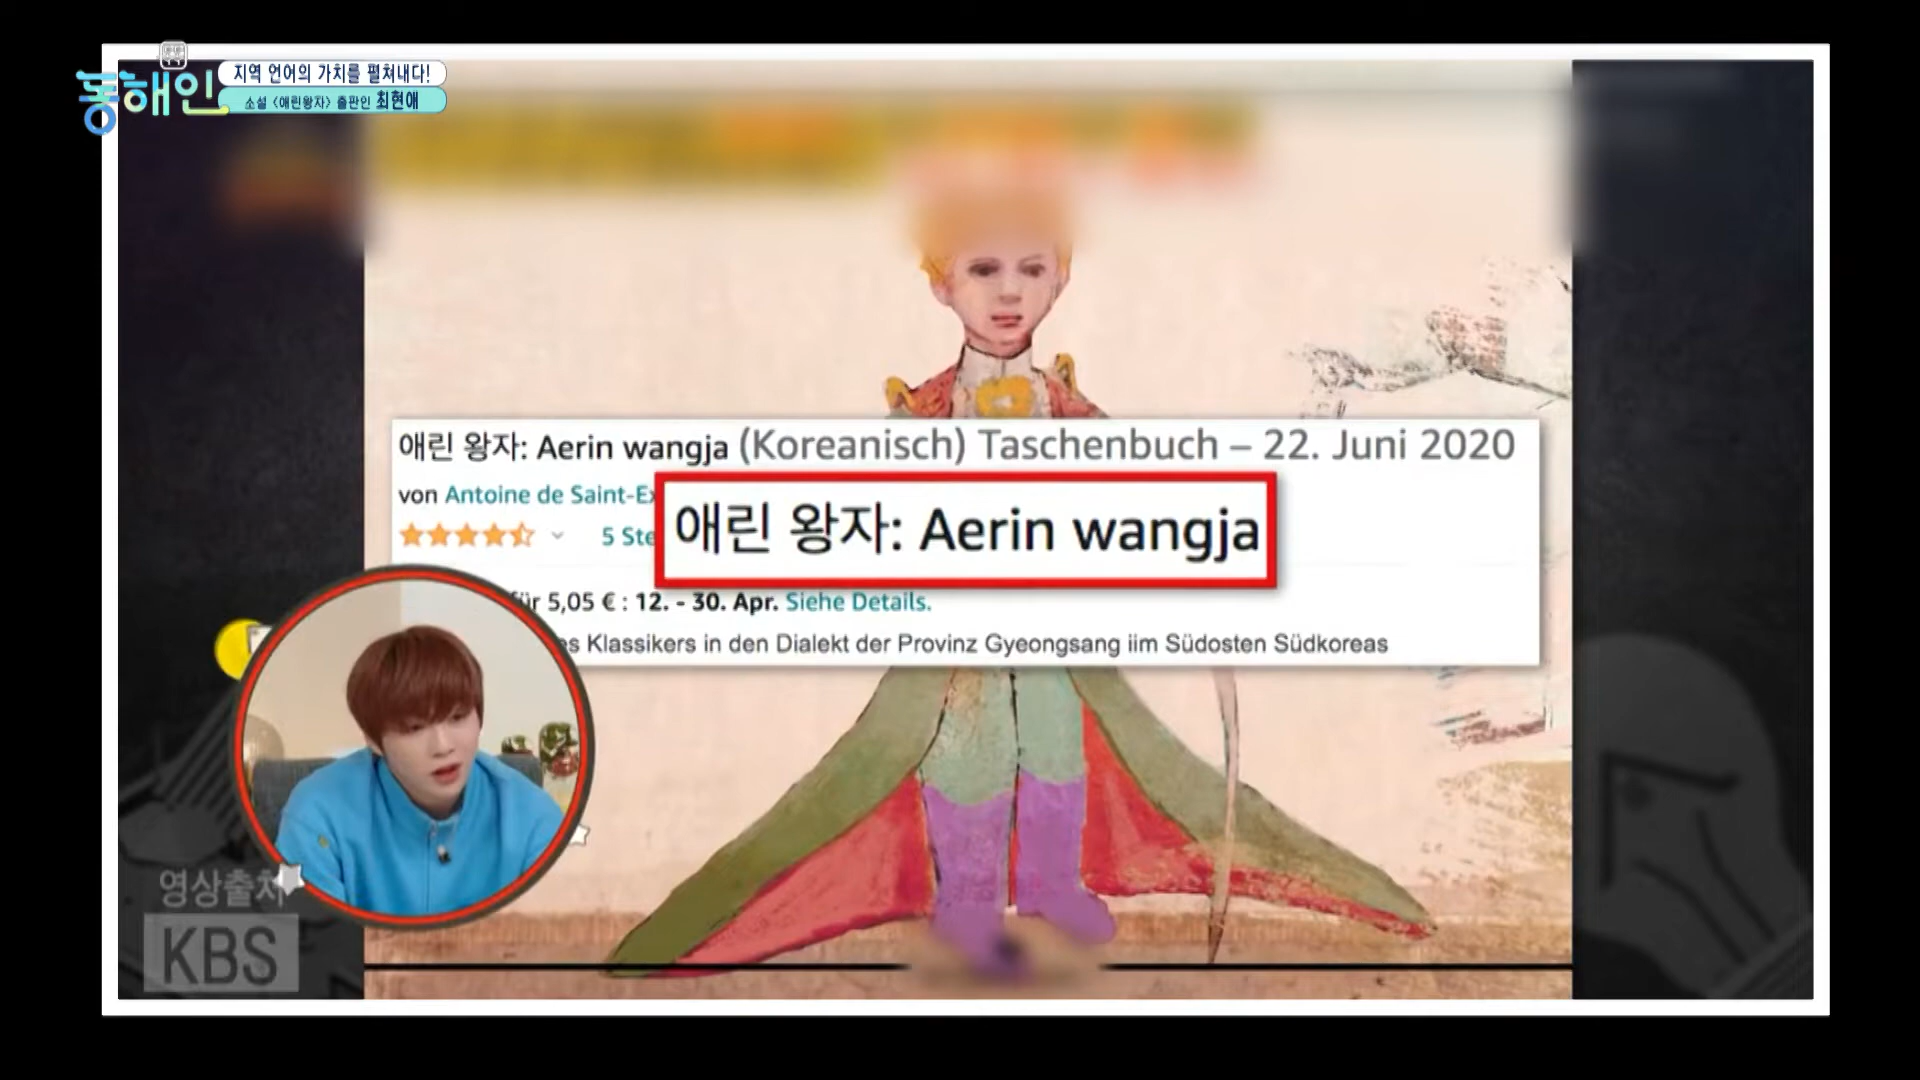 동해인
지역 언어의 가치를 펼쳐내다!
소설 <애린왕자> 출판인 최현애
애린 왕자: Aerin wangja (Koreanisch) Taschenbuch – 22. Juni 2020
von Antoine de Saint-Ex
5 Ste
애린 왕자: Aerin wangja
für 5,05 € : 12. - 30. Apr. Siehe Details.
es Klassikers in den Dialekt der Provinz Gyeongsang iim Südosten Südkoreas
영상출처
KBS